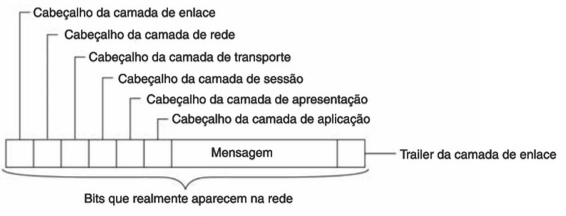 Cabeçalho da camada de enlace
Cabeçalho da camada de rede
Cabeçalho da camada de transporte
Cabeçalho da camada de sessão
Cabeçalho da camada de apresentação
Cabeçalho da camada de aplicação
Mensagem
Trailer da camada de enlace
Bits que realmente aparecem na rede